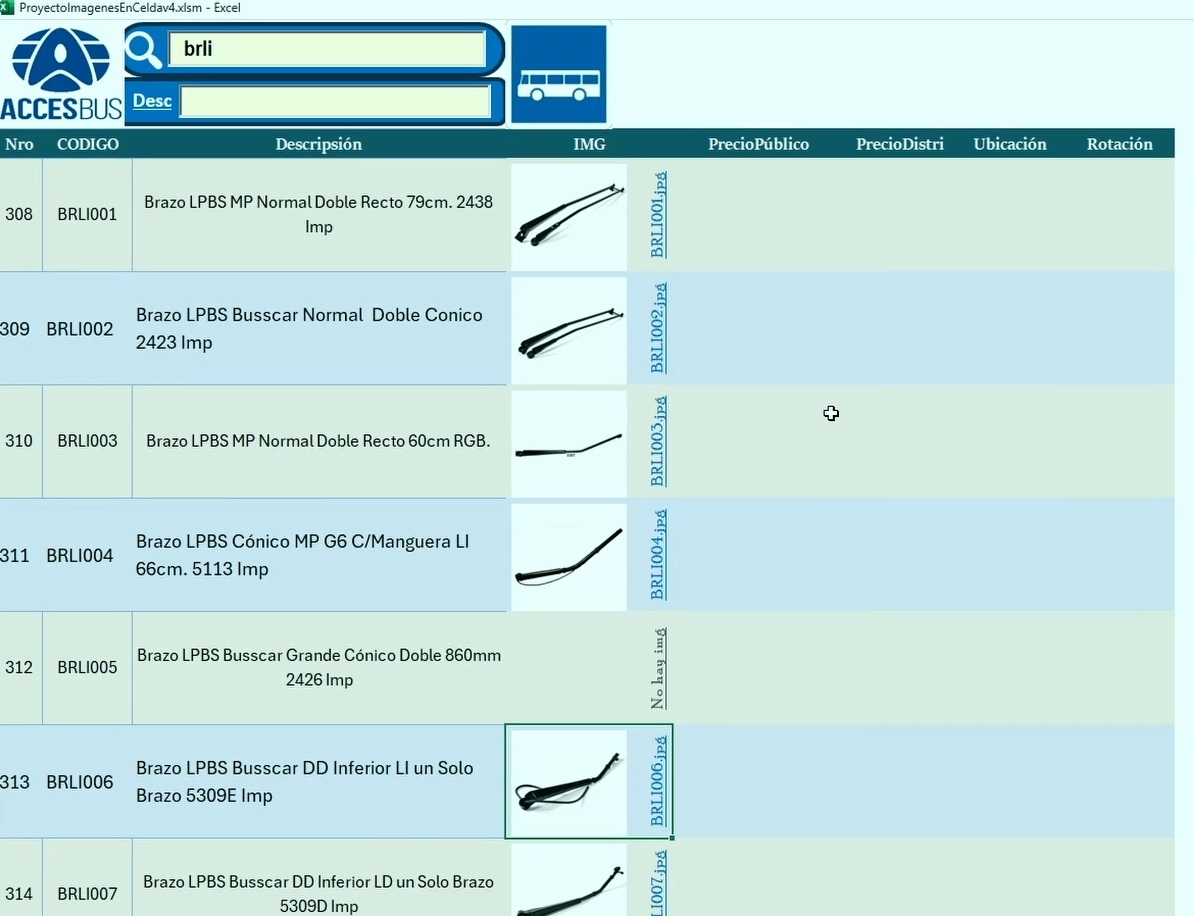 ProyectoImagenesEnCeldav4.xlsm - Excel
brli
ACCESBUS
Desc
Nro CODIGO Descripsión IMG PrecioPúblico PrecioDistri Ubicación Rotación
308 BRLI001 Brazo LPBS MP Normal Doble Recto 79cm. 2438
Imp
BRLI001.jpg
309 BRLI002 Brazo LPBS Busscar Normal  Doble Conico
2423 Imp
BRLI002.jpg
310 BRLI003 Brazo LPBS MP Normal Doble Recto 60cm RGB.
BRLI003.jpg
311 BRLI004 Brazo LPBS Cónico MP G6 C/Manguera LI
66cm. 5113 Imp
BRLI004.jpg
312 BRLI005 Brazo LPBS Busscar Grande Cónico Doble 860mm
2426 Imp
No hay img
313 BRLI006 Brazo LPBS Busscar DD Inferior LI un Solo
Brazo 5309E Imp
BRLI006.jpg
314 BRLI007 Brazo LPBS Busscar DD Inferior LD un Solo Brazo
5309D Imp
LI007.jpg